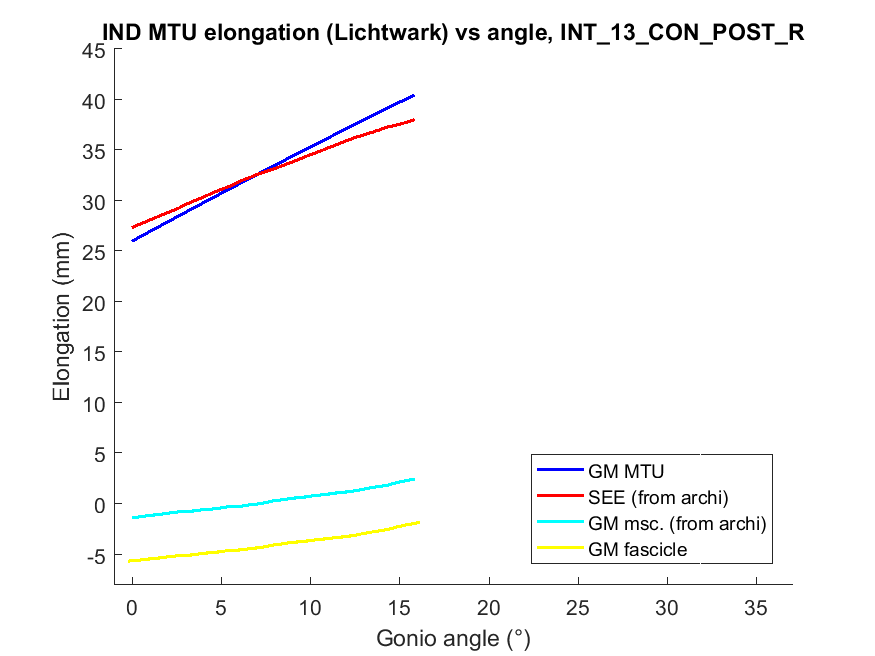 IND MTU elongation (Lichtwark) vs angle, INT_13_CON_POST_R
45
40
35
30
25
20
15
10
5
0
-5
Elongation (mm)
GM MTU
SEE (from archi)
GM msc. (from archi)
GM fascicle
0 5 10 15 20 25 30 35
Gonio angle (°)